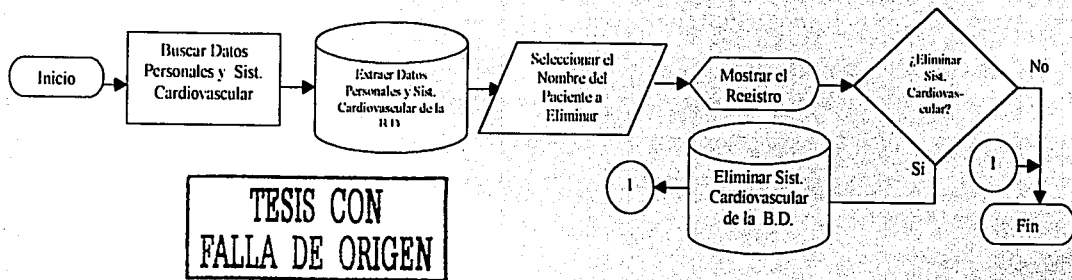 Inicio
Buscar Datos
Personales y Sist.
Cardiovascular
Extraer Datos
Personales y Sist.
Cardiovascular de la
B.D.
Seleccionar el
Nombre del
Paciente a
Eliminar
Mostrar el
Registro
¿Eliminar
Sist.
Cardiovas-
cular?
No
Si
Eliminar Sist.
Cardiovascular
de la B.D.
1
1
Fin
TESIS CON
FALLA DE ORIGEN